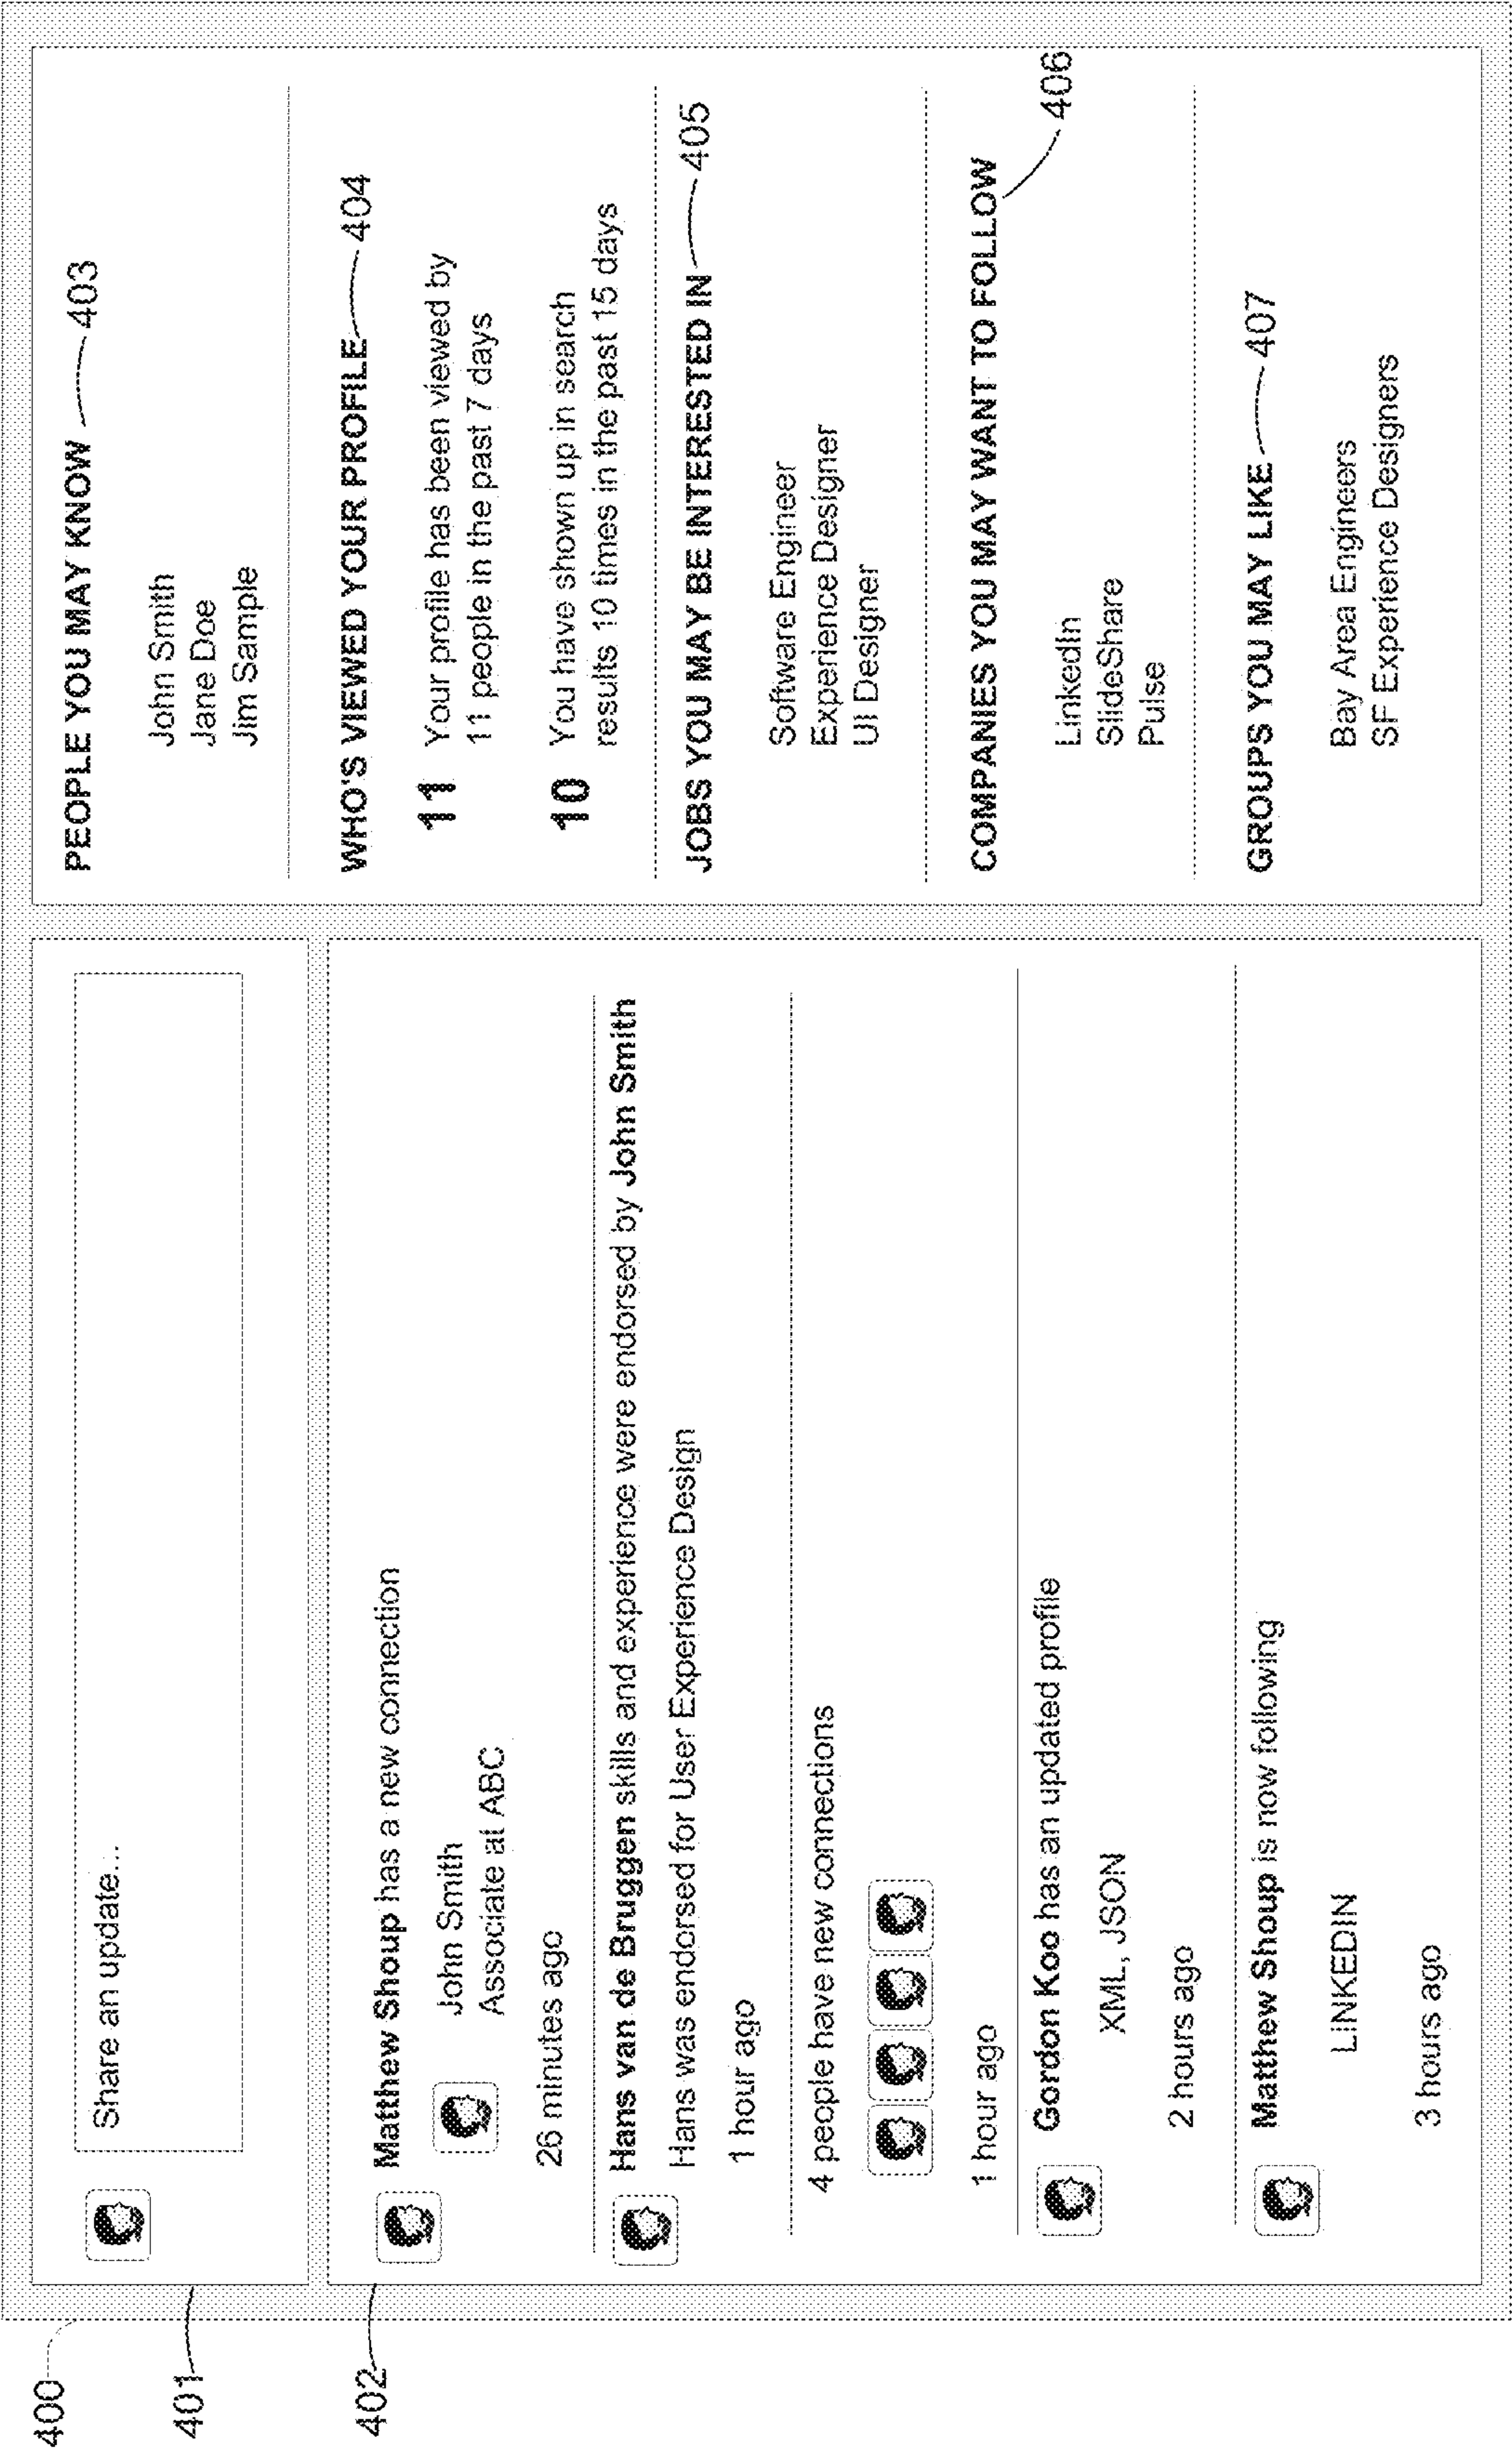 400
401
Share an update...
402
Matthew Shoup has a new connection
John Smith
Associate at ABC
26 minutes ago
Hans van de Bruggen skills and experience were endorsed by John Smith
Hans was endorsed for User Experience Design
1 hour ago
4 people have new connections
1 hour ago
Gordon Koo has an updated profile
XML, JSON
2 hours ago
Matthew Shoup is now following
LINKEDIN
3 hours ago
PEOPLE YOU MAY KNOW 403
John Smith
Jane Doe
Jim Sample
WHO'S VIEWED YOUR PROFILE 404
11 Your profile has been viewed by
11 people in the past 7 days
10 You have shown up in search
results 10 times in the past 15 days
JOBS YOU MAY BE INTERESTED IN 405
Software Engineer
Experience Designer
UI Designer
COMPANIES YOU MAY WANT TO FOLLOW 406
LinkedIn
SlideShare
Pulse
GROUPS YOU MAY LIKE 407
Bay Area Engineers
SF Experience Designers